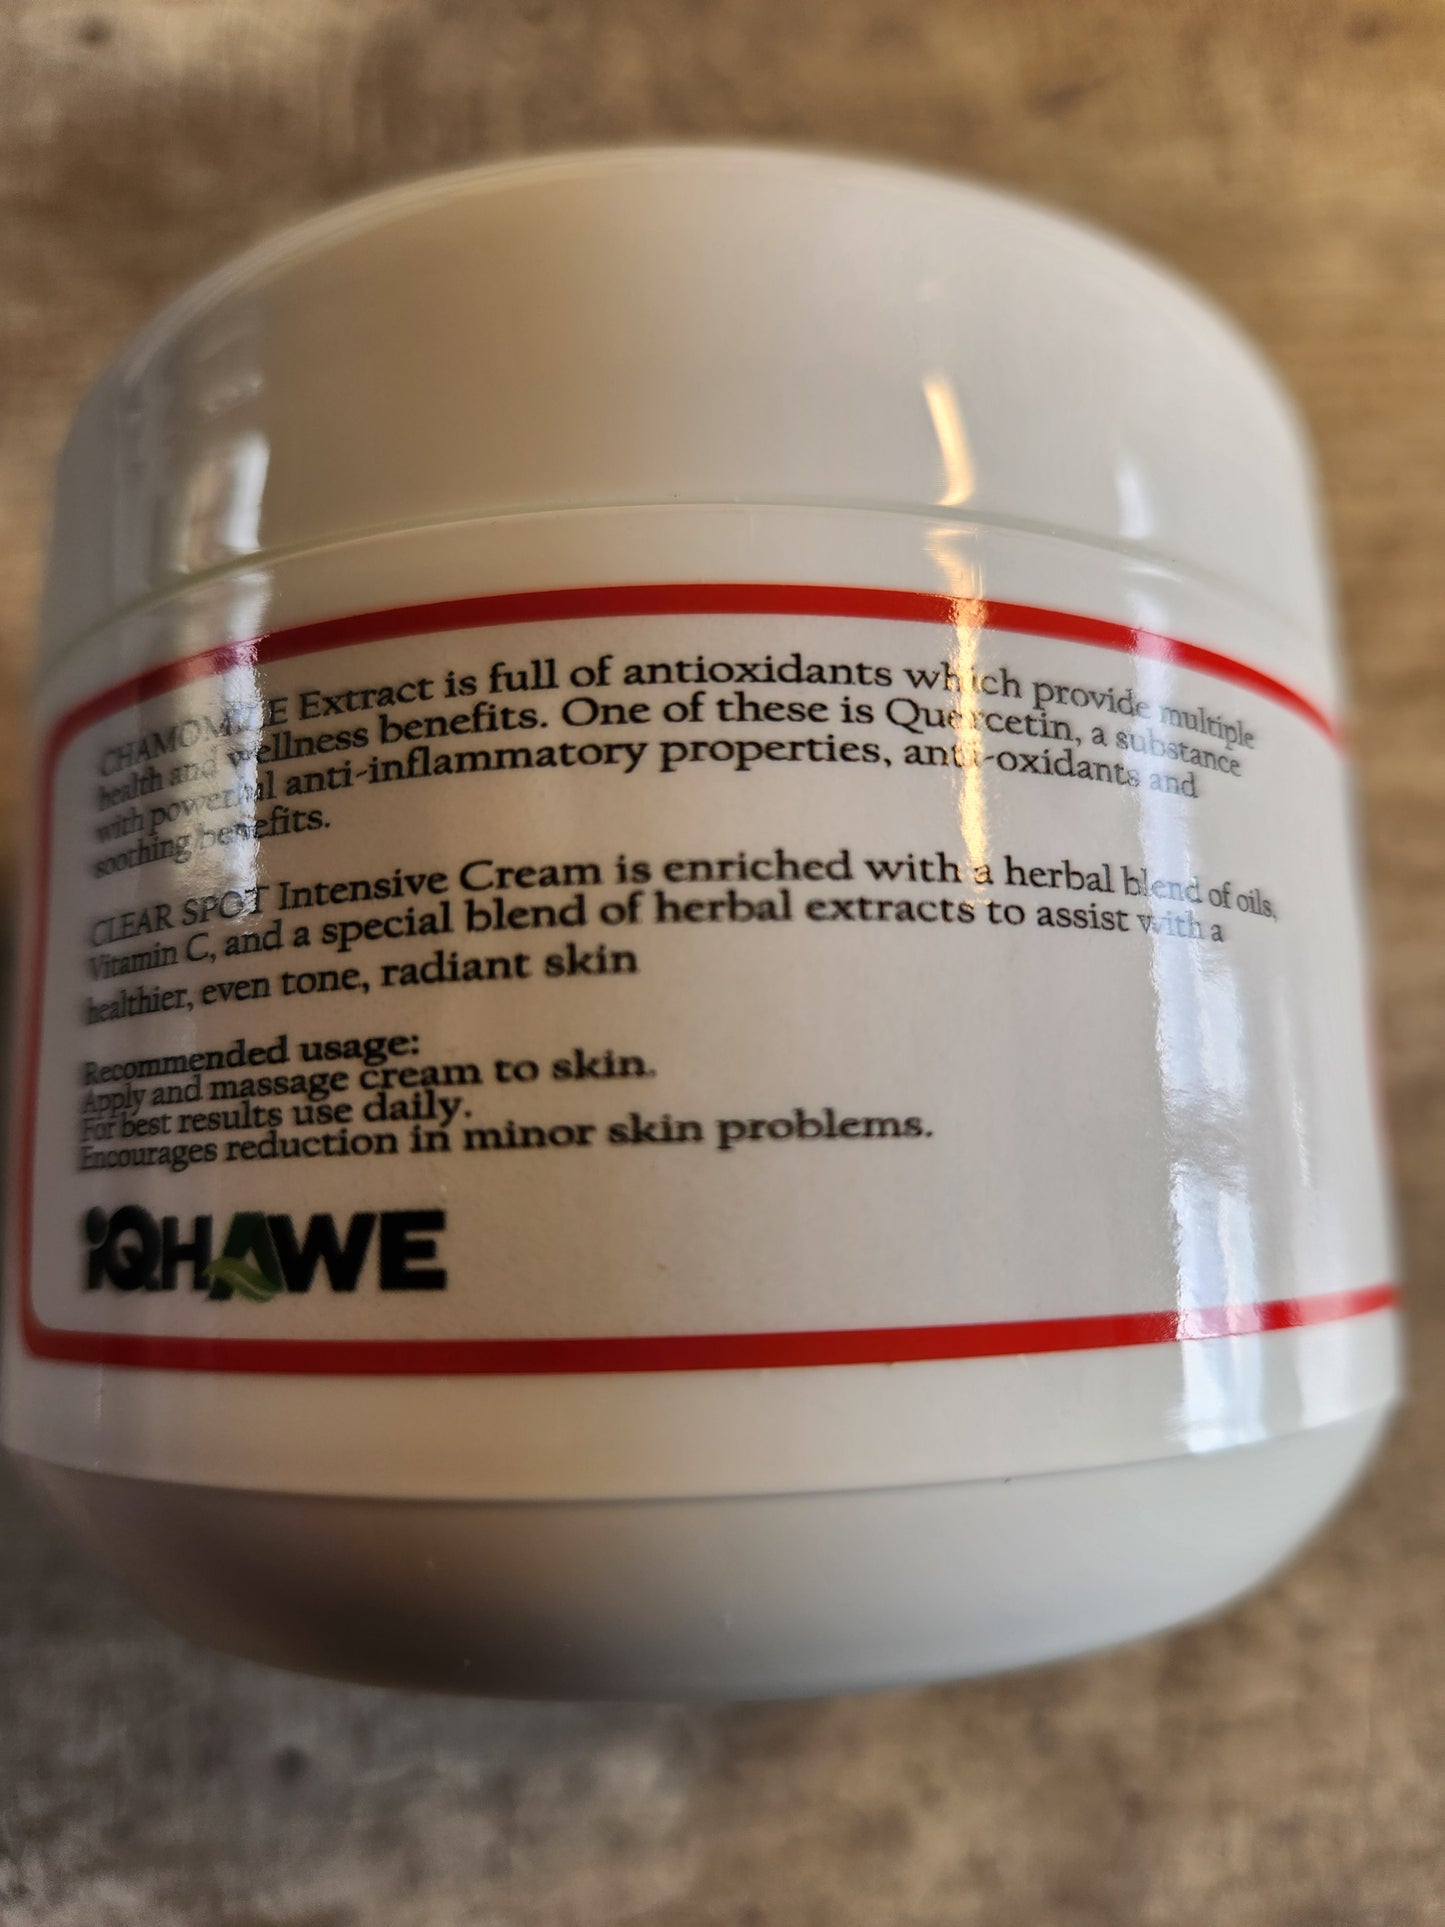 CHAMOMILE Extract is full of antioxidants which provide multiple
health and wellness benefits. One of these is Quercetin, a substance
with powerful anti-inflammatory properties, anti-oxidants and
soothing benefits.
CLEAR SPOT Intensive Cream is enriched with a herbal blend of oils,
Vitamin C, and a special blend of herbal extracts to assist with a
healthier, even tone, radiant skin
Recommended usage:
Apply and massage cream to skin.
For best results use daily.
Encourages reduction in minor skin problems.
iQHAWE